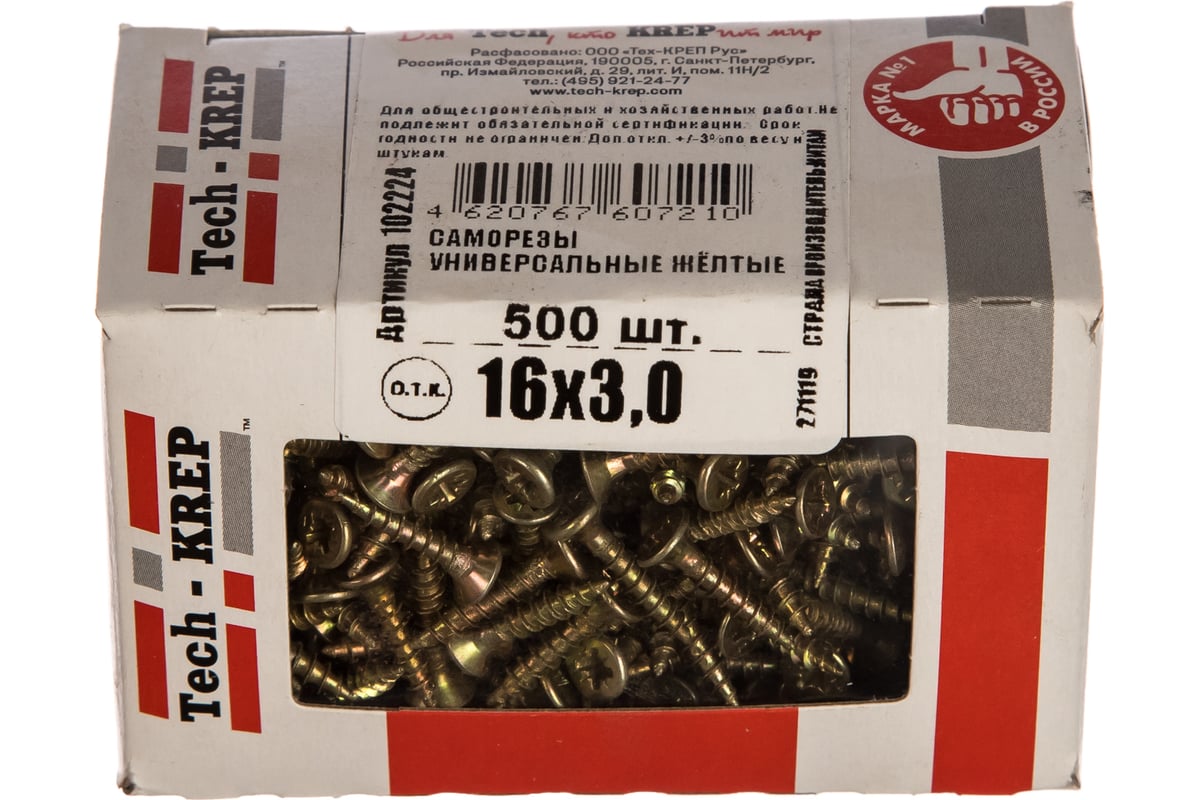 Для Tech, кто KREPит мир
Расфасовано: ООО «Тех-КРЕП Рус»
Российская Федерация, 190005, г. Санкт-Петербург,
пр. Измайловский, д. 29, лит. И, пом. 11Н/2
тел.: (495) 921-24-77
www.tech-krep.com
Для общестроительных и хозяйственных работ.Не
подлежит обязательной сертификации. Срок
годности не ограничен.Доп.откл. +/-3% по весу и
штукам
4 620767 607210
САМОРЕЗЫ
УНИВЕРСАЛЬНЫЕ ЖЁЛТЫЕ
500 шт.
О.Т.К.
16x3,0
Артикул 102224
СТРАНА ПРОИЗВОДИТЕЛЬ:КИТАЙ
271119
МАРКА №1 В РОССИИ
Tech-KREP™
Tech-KREP™